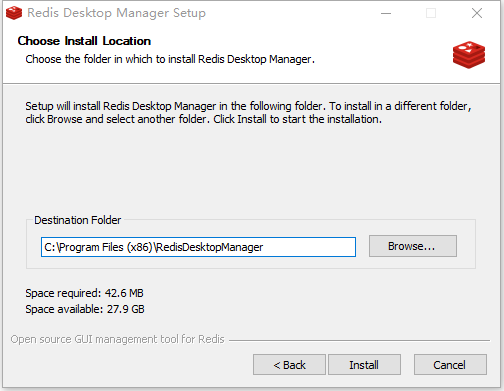 Redis Desktop Manager Setup
Choose Install Location
Choose the folder in which to install Redis Desktop Manager.
Setup will install Redis Desktop Manager in the following folder. To install in a different folder,
click Browse and select another folder. Click Install to start the installation.
Destination Folder
C:\Program Files (x86)\RedisDesktopManager
Browse...
Space required: 42.6 MB
Space available: 27.9 GB
Open source GUI management tool for Redis
< Back
Install
Cancel